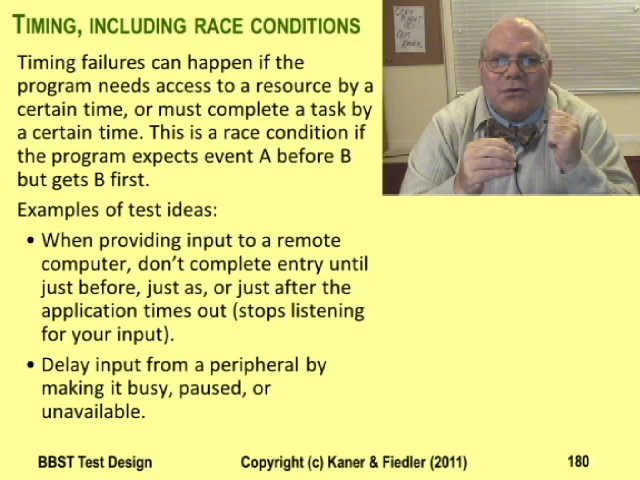 TIMING, INCLUDING RACE CONDITIONS
Timing failures can happen if the
program needs access to a resource by a
certain time, or must complete a task by
a certain time. This is a race condition if
the program expects event A before B
but gets B first.
Examples of test ideas:
• When providing input to a remote
computer, don't complete entry until
just before, just as, or just after the
application times out (stops listening
for your input).
• Delay input from a peripheral by
making it busy, paused, or
unavailable.
BBST Test Design
Copyright (c) Kaner & Fiedler (2011)
180